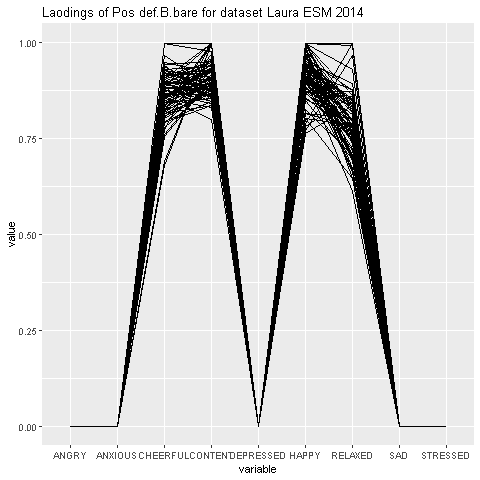 Laodings of Pos def.B.bare for dataset Laura ESM 2014
1.00
0.75
0.50
0.25
0.00
value
ANGRY ANXIOUS CHEERFUL CONTENT DEPRESSED HAPPY RELAXED SAD STRESSED
variable